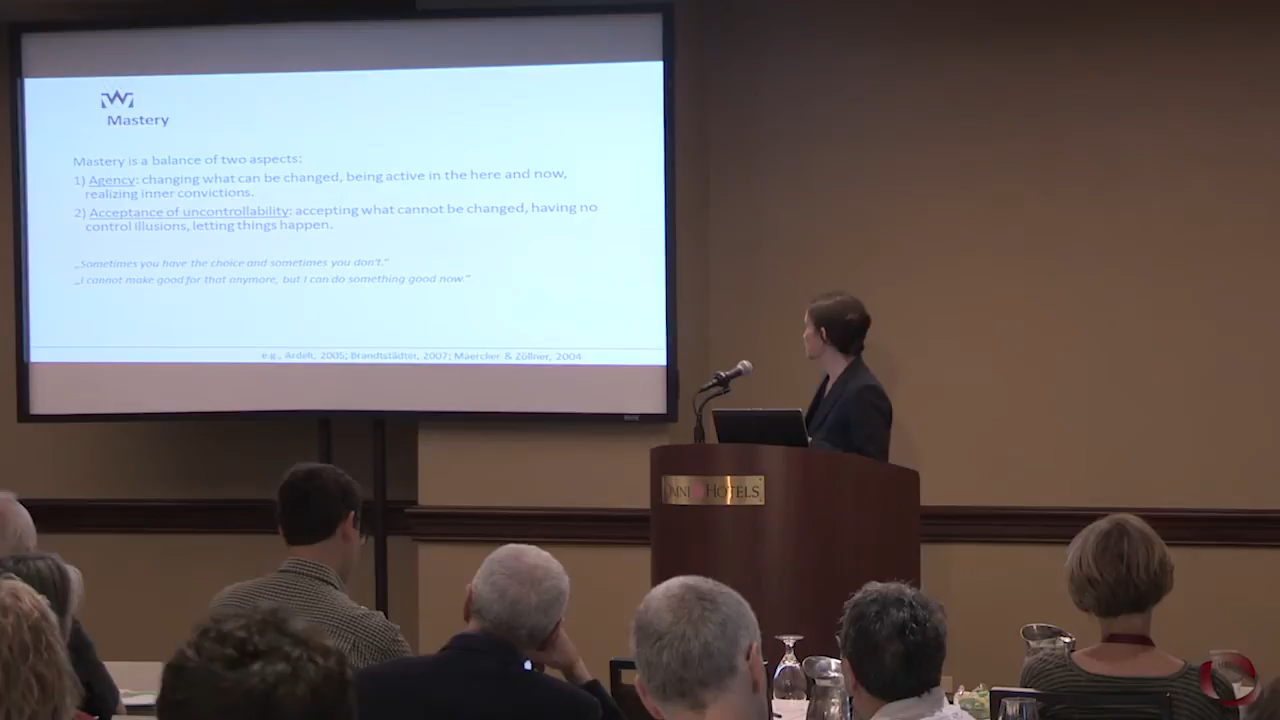 W
Mastery
Mastery is a balance of two aspects:
1) Agency: changing what can be changed, being active in the here and now,
realizing inner convictions.
2) Acceptance of uncontrollability: accepting what cannot be changed, having no
control illusions, letting things happen.
„Sometimes you have the choice and sometimes you don't."
„I cannot make good for that anymore, but I can do something good now."
e.g., Ardelt, 2005; Brandtstädter, 2007; Maercker & Zöllner, 2004
OMNI HOTELS